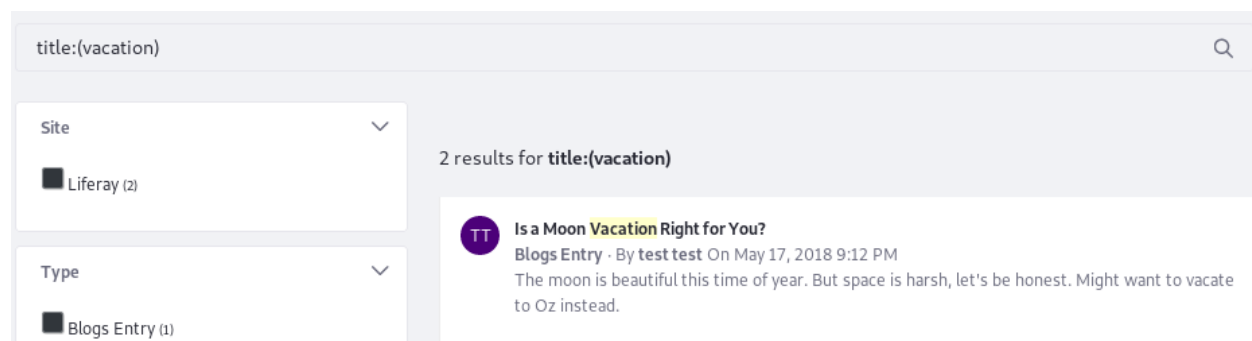 title:(vacation)
Site
Liferay (2)
Type
Blogs Entry (1)
2 results for title:(vacation)
TT
Is a Moon Vacation Right for You?
Blogs Entry · By test test On May 17, 2018 9:12 PM
The moon is beautiful this time of year. But space is harsh, let's be honest. Might want to vacate
to Oz instead.